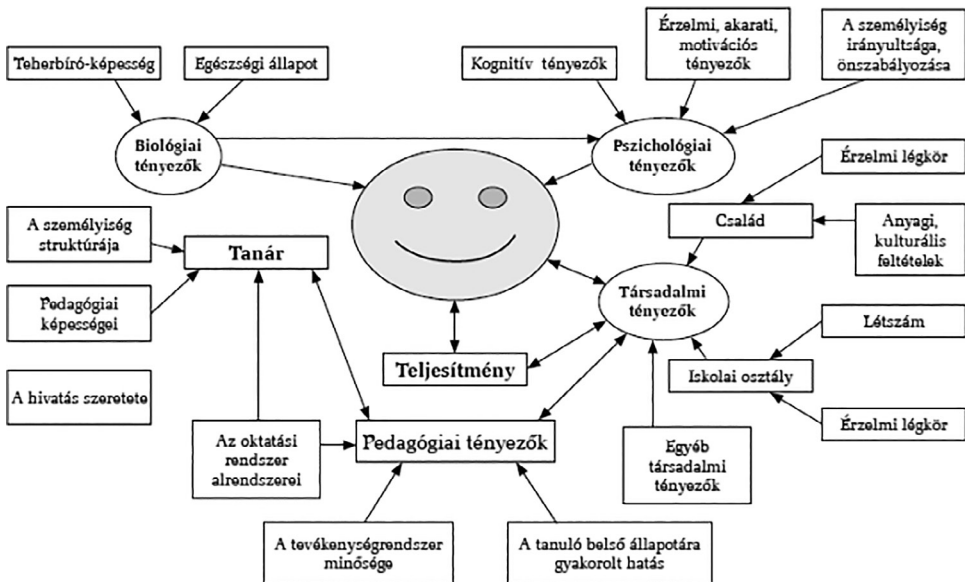 Teherbíró-képesség
Egészségi állapot
Kognitív tényezők
Érzelmi, akarati,
motivációs
tényezők
A személyiség
irányultsága,
önszabályozása
Biológiai
tényezők
Pszichológiai
tényezők
Érzelmi légkör
Család
Anyagi,
kulturális
feltételek
A személyiség
struktúrája
Tanár
Pedagógiai
képességei
Társadalmi
tényezők
Létszám
Teljesítmény
Iskolai osztály
A hivatás szeretete
Érzelmi légkör
Az oktatási
rendszer
alrendszerei
Pedagógiai tényezők
Egyéb
társadalmi
tényezők
A tevékenységrendszer
minősége
A tanuló belső állapotára
gyakorolt hatás